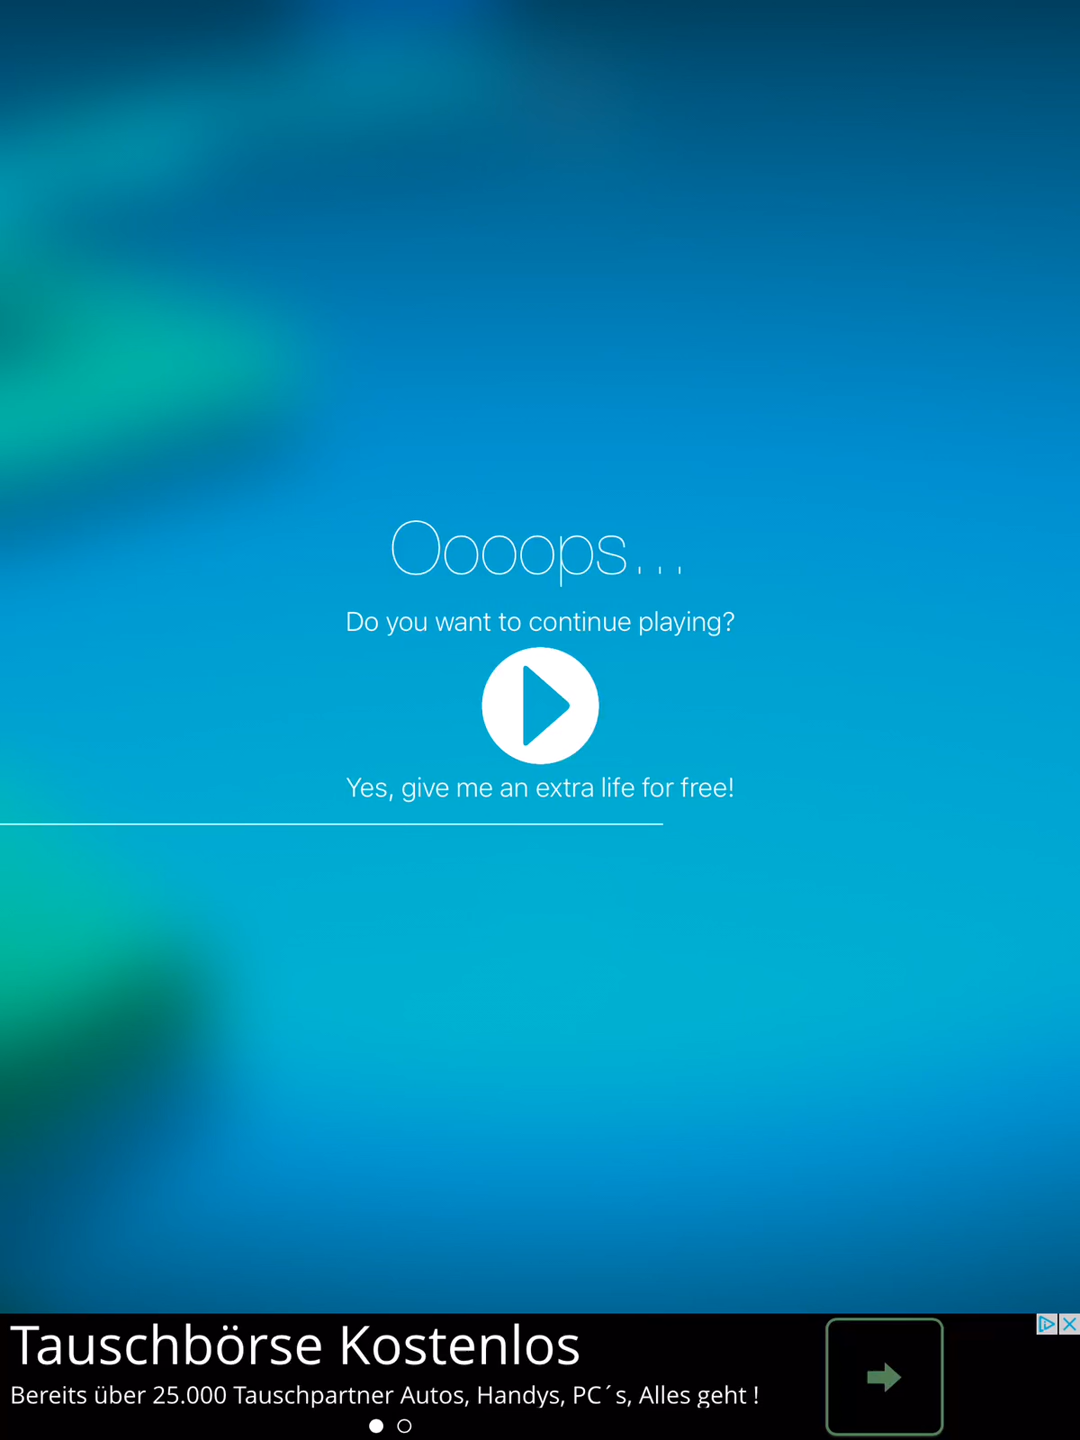 Oooops...
Do you want to continue playing?
Yes, give me an extra life for free!
Tauschbörse Kostenlos
Bereits über 25.000 Tauschpartner Autos, Handys, PC´s, Alles geht !